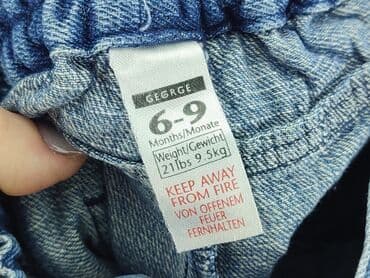 GEORGE
6-9
Months/Monate
Weight/Gewicht
21lbs 9.5kg
KEEP AWAY
FROM FIRE
VON OFFENEM
FEUER
FERNHALTEN